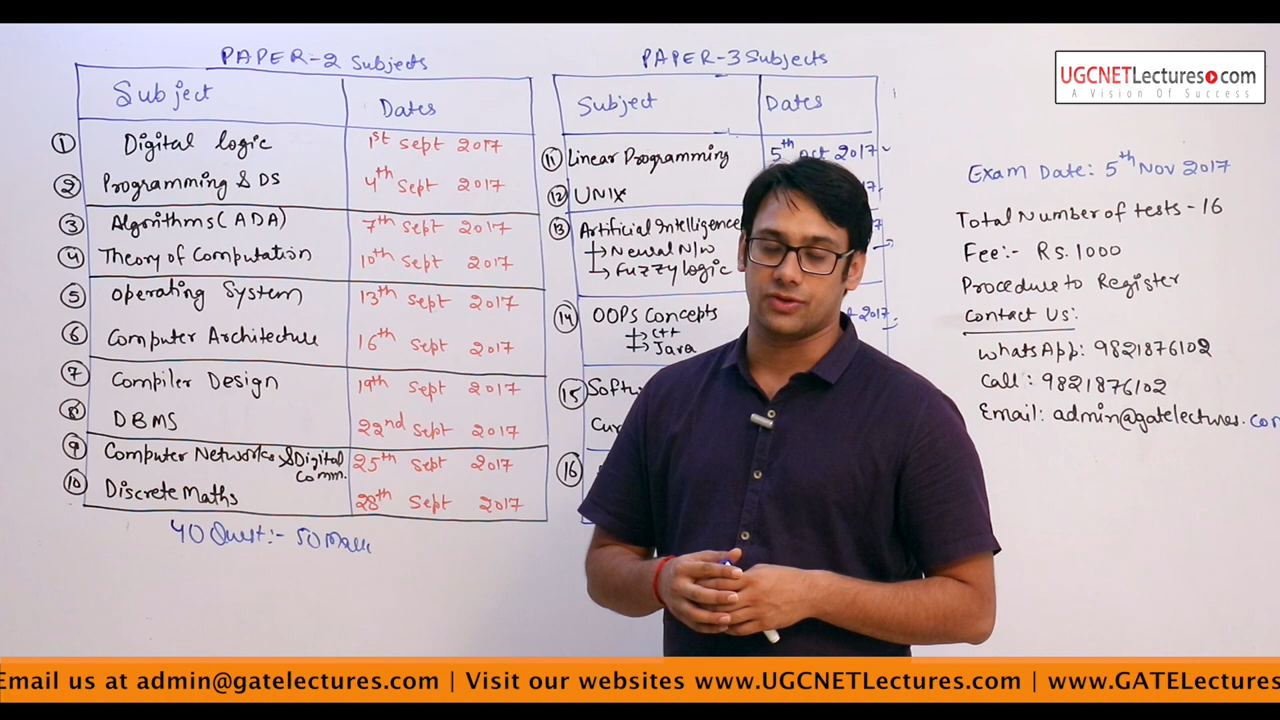 PAPER-2 Subjects
Subject Dates
1 Digital logic 1st Sept 2017
2 Programming & DS 4th Sept 2017
3 Algorithms (ADA) 7th Sept 2017
4 Theory of Computation 10th Sept 2017
5 Operating System 13th Sept 2017
6 Computer Architecture 16th Sept 2017
7 Compiler Design 19th Sept 2017
8 DBMS 22nd Sept 2017
9 Computer Networks & Digital Comm. 25th Sept 2017
10 Discrete Maths 28th Sept 2017
40 Quest:- 50 Mark
PAPER-3 Subjects
Subject Dates
11 Linear Programming 5th Oct 2017
12 UNIX
13 Artificial Intelligence
→ Neural N/w
→ Fuzzy logic
14 OOPs Concepts 2017
→ C++
→ Java
15
16
UGCNETLectures.com
A Vision Of Success
Exam Date: 5th Nov 2017
Total Number of tests - 16
Fee:- Rs. 1000
Procedure to Register
Contact Us:
WhatsApp: 9821876102
Call: 9821876102
Email: admin@gatelectures.com
Email us at admin@gatelectures.com | Visit our websites www.UGCNETLectures.com | www.GATELectures